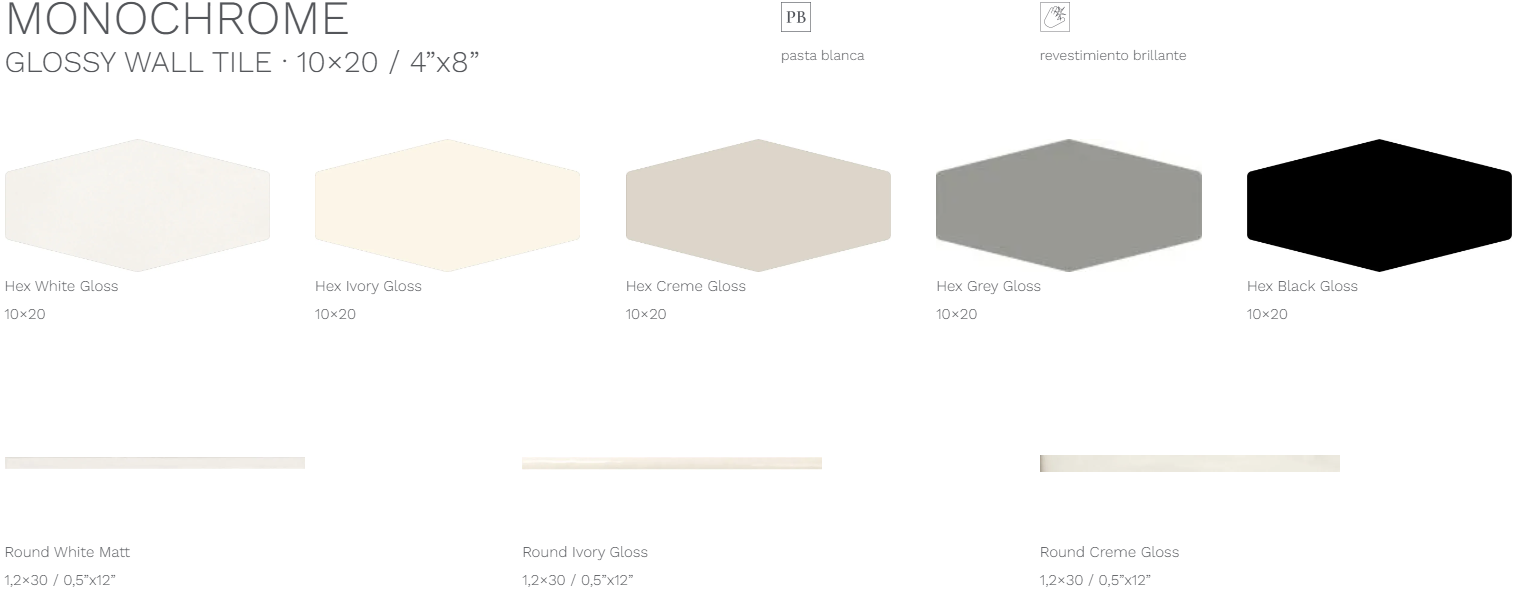 MONOCHROME
GLOSSY WALL TILE · 10×20 / 4”x8”
PB
pasta blanca
revestimiento brillante
Hex White Gloss
10×20
Hex Ivory Gloss
10×20
Hex Creme Gloss
10×20
Hex Grey Gloss
10×20
Hex Black Gloss
10×20
Round White Matt
1,2×30 / 0,5”x12”
Round Ivory Gloss
1,2×30 / 0,5”x12”
Round Creme Gloss
1,2×30 / 0,5”x12”